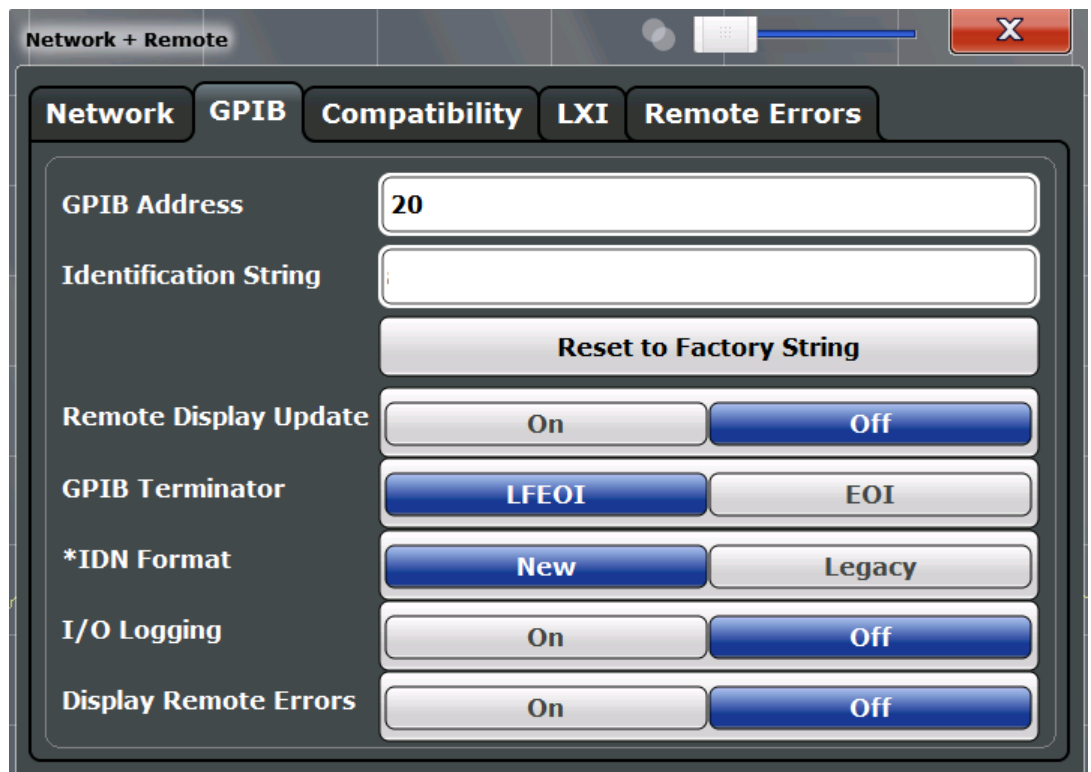 Network + Remote
X
Network GPIB Compatibility LXI Remote Errors
GPIB Address 20
Identification String
Reset to Factory String
Remote Display Update On Off
GPIB Terminator LFEOI EOI
*IDN Format New Legacy
I/O Logging On Off
Display Remote Errors On Off